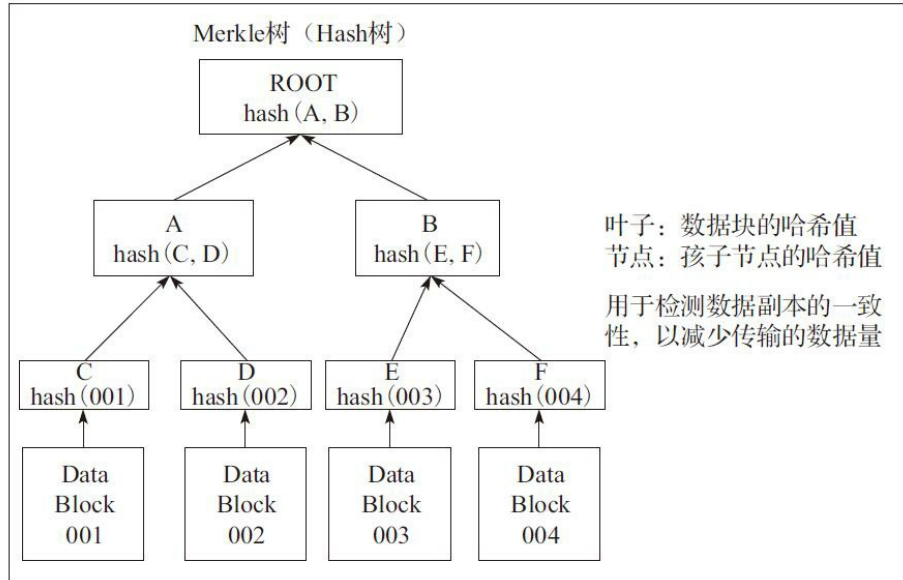 Merkle树（Hash树）
ROOT
hash(A, B)
A
hash(C, D)
B
hash(E, F)
叶子：数据块的哈希值
节点：孩子节点的哈希值
用于检测数据副本的一致
性，以减少传输的数据量
C
hash(001)
D
hash(002)
E
hash(003)
F
hash(004)
Data
Block
001
Data
Block
002
Data
Block
003
Data
Block
004